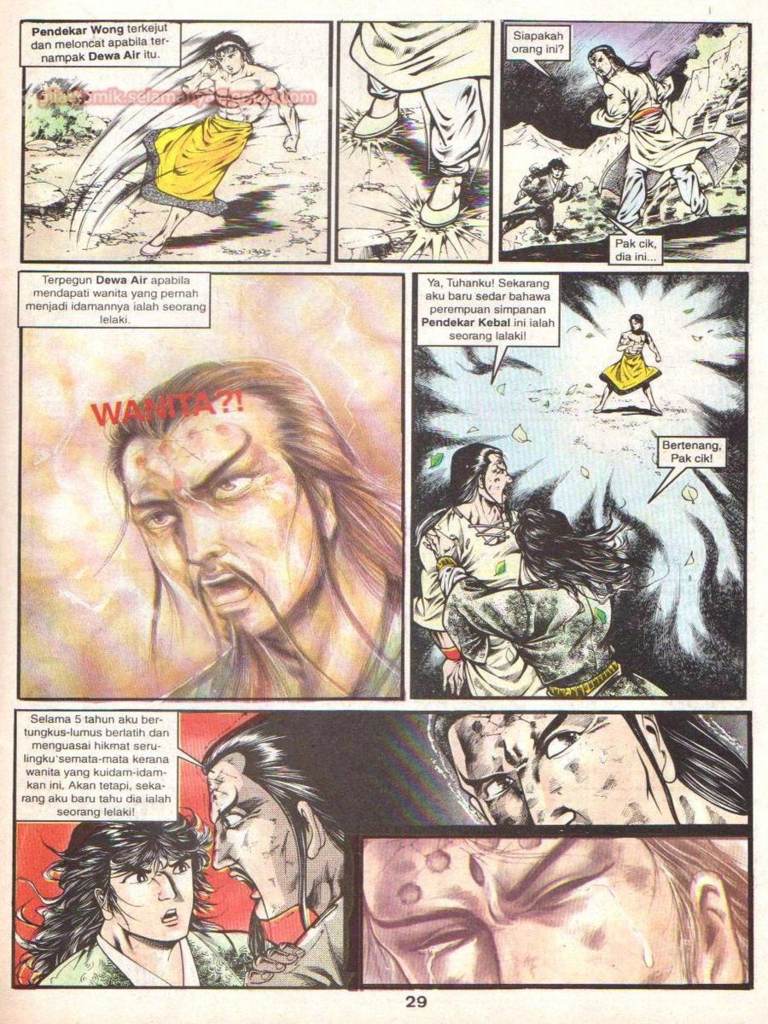 Pendekar Wong terkejut
dan meloncat apabila ter-
nampak Dewa Air itu.
Siapakah
orang ini?
Pak cik,
dia ini...
Terpegun Dewa Air apabila
mendapati wanita yang pernah
menjadi idamannya ialah seorang
lelaki.
WANITA?!
Ya, Tuhanku! Sekarang
aku baru sedar bahawa
perempuan simpanan
Pendekar Kebal ini ialah
seorang lalaki!
Bertenang,
Pak cik!
Selama 5 tahun aku ber-
tungkus-lumus berlatih dan
menguasai hikmat seru-
lingku semata-mata kerana
wanita yang kuidam-idam-
kan ini. Akan tetapi, seka-
rang aku baru tahu dia ialah
seorang lelaki!
29